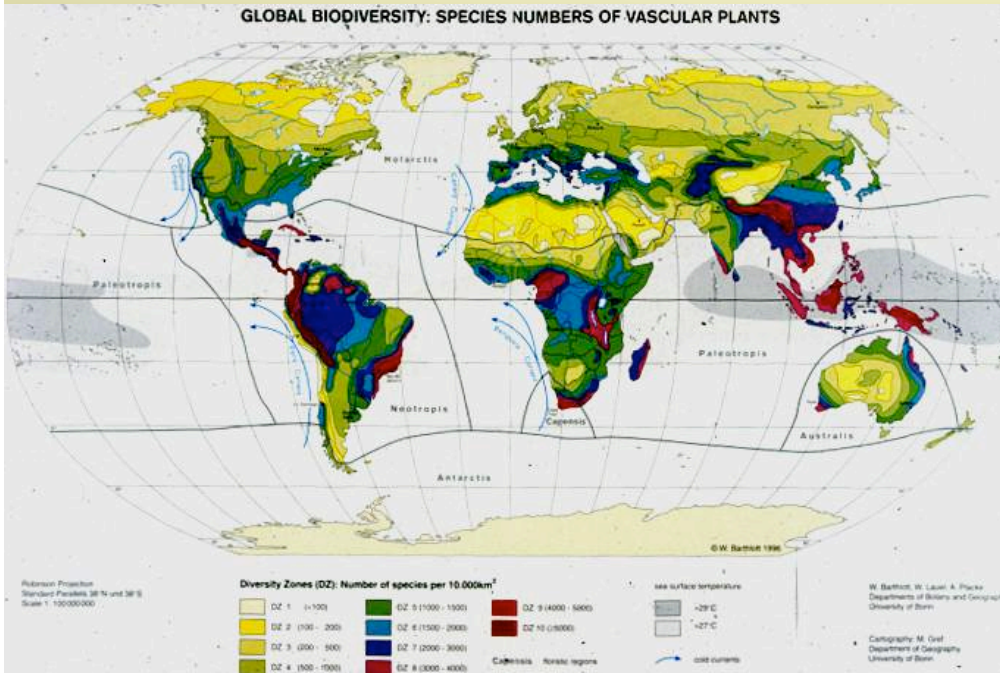 GLOBAL BIODIVERSITY: SPECIES NUMBERS OF VASCULAR PLANTS
Holarctis
Paleotropis
Paleotropis
Neotropis
Capensis
Australis
Antarctis
© W. Barthlott 1996
Robinson Projection
Standard Parallels 38°N und 38°S
Scale 1: 100 000 000
Diversity Zones (DZ): Number of species per 10.000km²
DZ 1 (<100)
DZ 2 (100 - 200)
DZ 3 (200 - 500)
DZ 4 (500 - 1000)
DZ 5 (1000 - 1500)
DZ 6 (1500 - 2000)
DZ 7 (2000 - 3000)
DZ 8 (3000 - 4000)
DZ 9 (4000 - 5000)
DZ 10 (≥5000)
Capensis floristic regions
sea surface temperature
>29°C
>27°C
cold currents
W. Barthlott, W. Lauer, A. Placke
Departments of Botany and Geograph
University of Bonn
Cartography: M. Gref
Department of Geography
University of Bonn